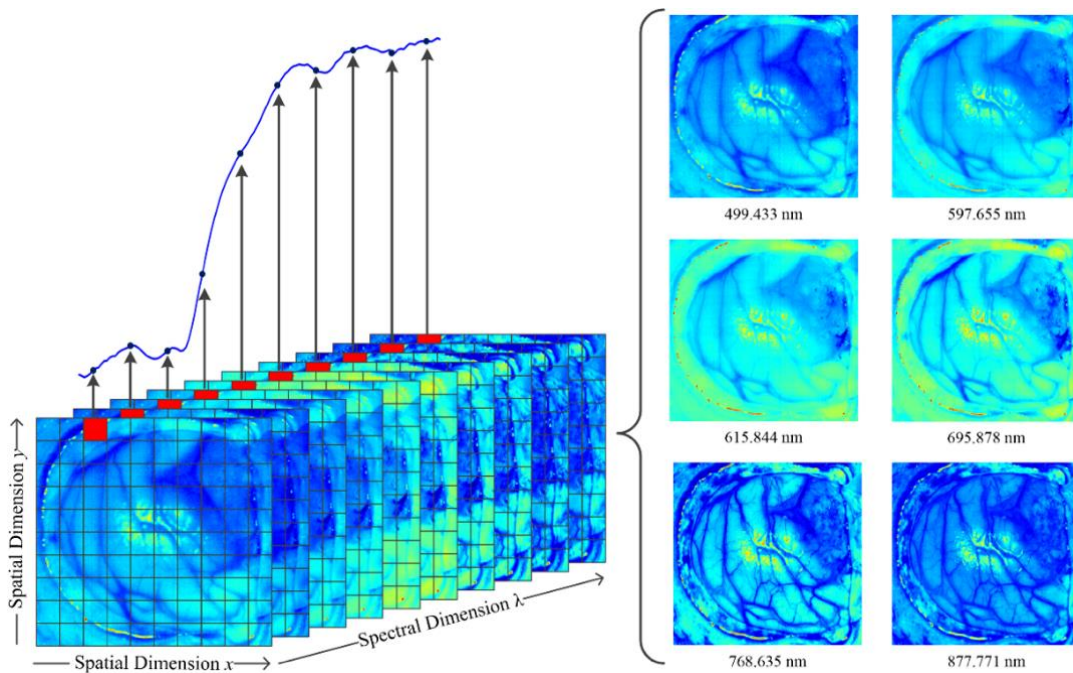 499.433 nm
597.655 nm
615.844 nm
695.878 nm
768.635 nm
877.771 nm
Spatial Dimension y
Spatial Dimension x
Spectral Dimension λ